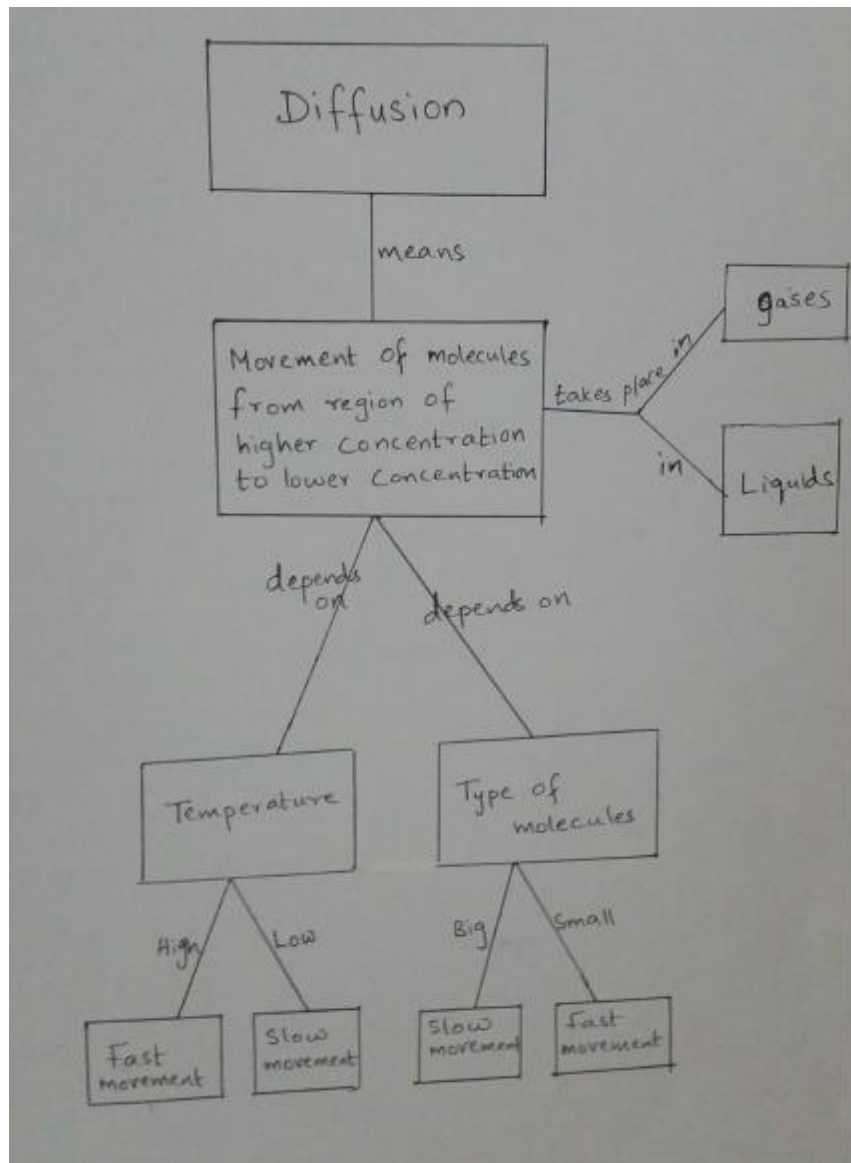 Diffusion
means
Movement of molecules
from region of
higher concentration
to lower concentration
takes place in
gases
in
Liquids
depends
on
depends on
Temperature
Type of
molecules
High
Low
Big
Small
Fast
movement
Slow
movement
Slow
movement
fast
movement